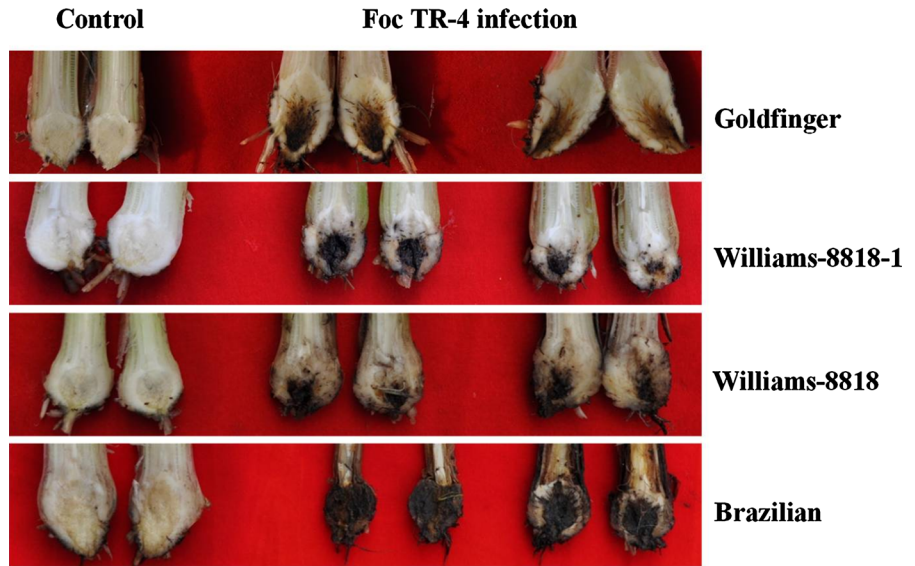 Control
Foc TR-4 infection
Goldfinger
Williams-8818-1
Williams-8818
Brazilian